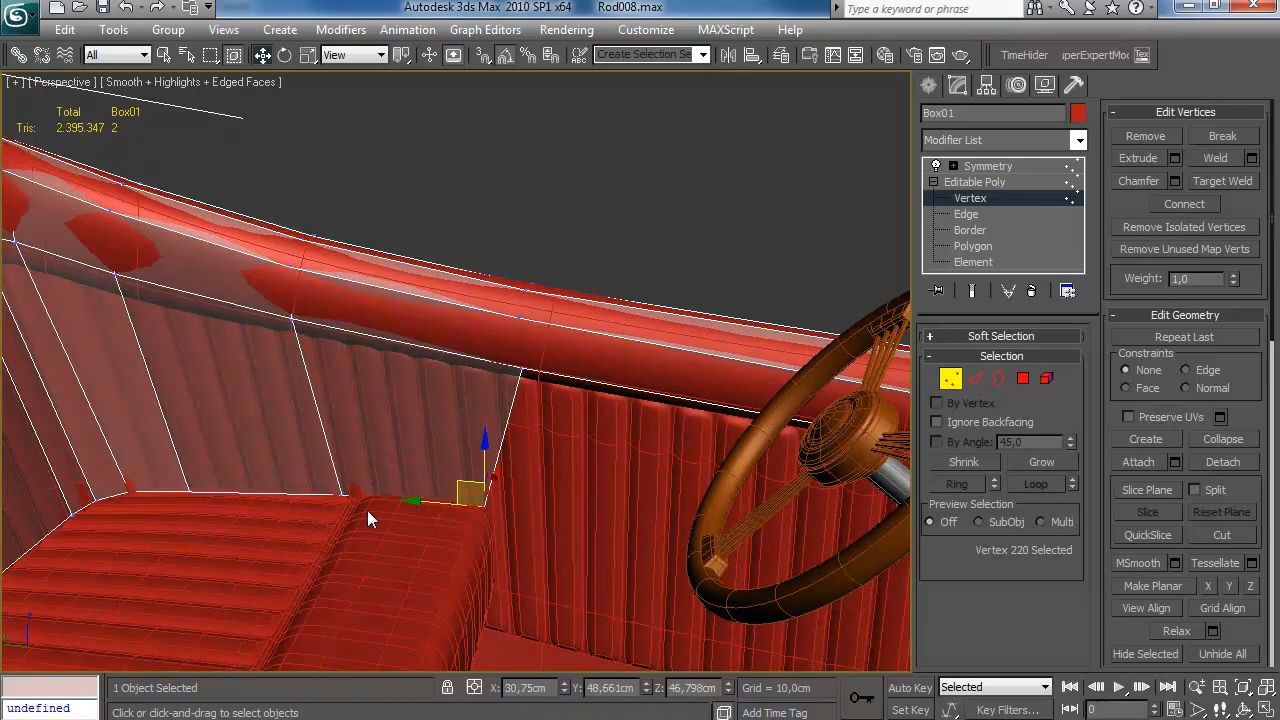 Autodesk 3ds Max 2010 SP1 x64 Rod008.max Type a keyword or phrase
Edit Tools Group Views Create Modifiers Animation Graph Editors Rendering Customize MAXScript Help
All View Create Selection Se TimeHider perExpertMo Tex
[ + ] [ Perspective ] [ Smooth + Highlights + Edged Faces ]
Total Box01
Tris: 2.395.347 2
Box01
Modifier List
Symmetry
Editable Poly
Vertex
Edge
Border
Polygon
Element
Soft Selection
Selection
By Vertex
Ignore Backfacing
By Angle: 45,0
Shrink Grow
Ring Loop
Preview Selection
Off SubObj Multi
Vertex 220 Selected
Edit Vertices
Remove Break
Extrude Weld
Chamfer Target Weld
Connect
Remove Isolated Vertices
Remove Unused Map Verts
Weight: 1,0
Edit Geometry
Repeat Last
Constraints
None Edge
Face Normal
Preserve UVs
Create Collapse
Attach Detach
Slice Plane Split
Slice Reset Plane
QuickSlice Cut
MSmooth Tessellate
Make Planar X Y Z
View Align Grid Align
Relax
Hide Selected Unhide All
1 Object Selected X: 30,75cm Y: 48,661cm Z: 46,798cm Grid = 10,0cm Auto Key Selected
undefined Click or click-and-drag to select objects Add Time Tag Set Key Key Filters... 0